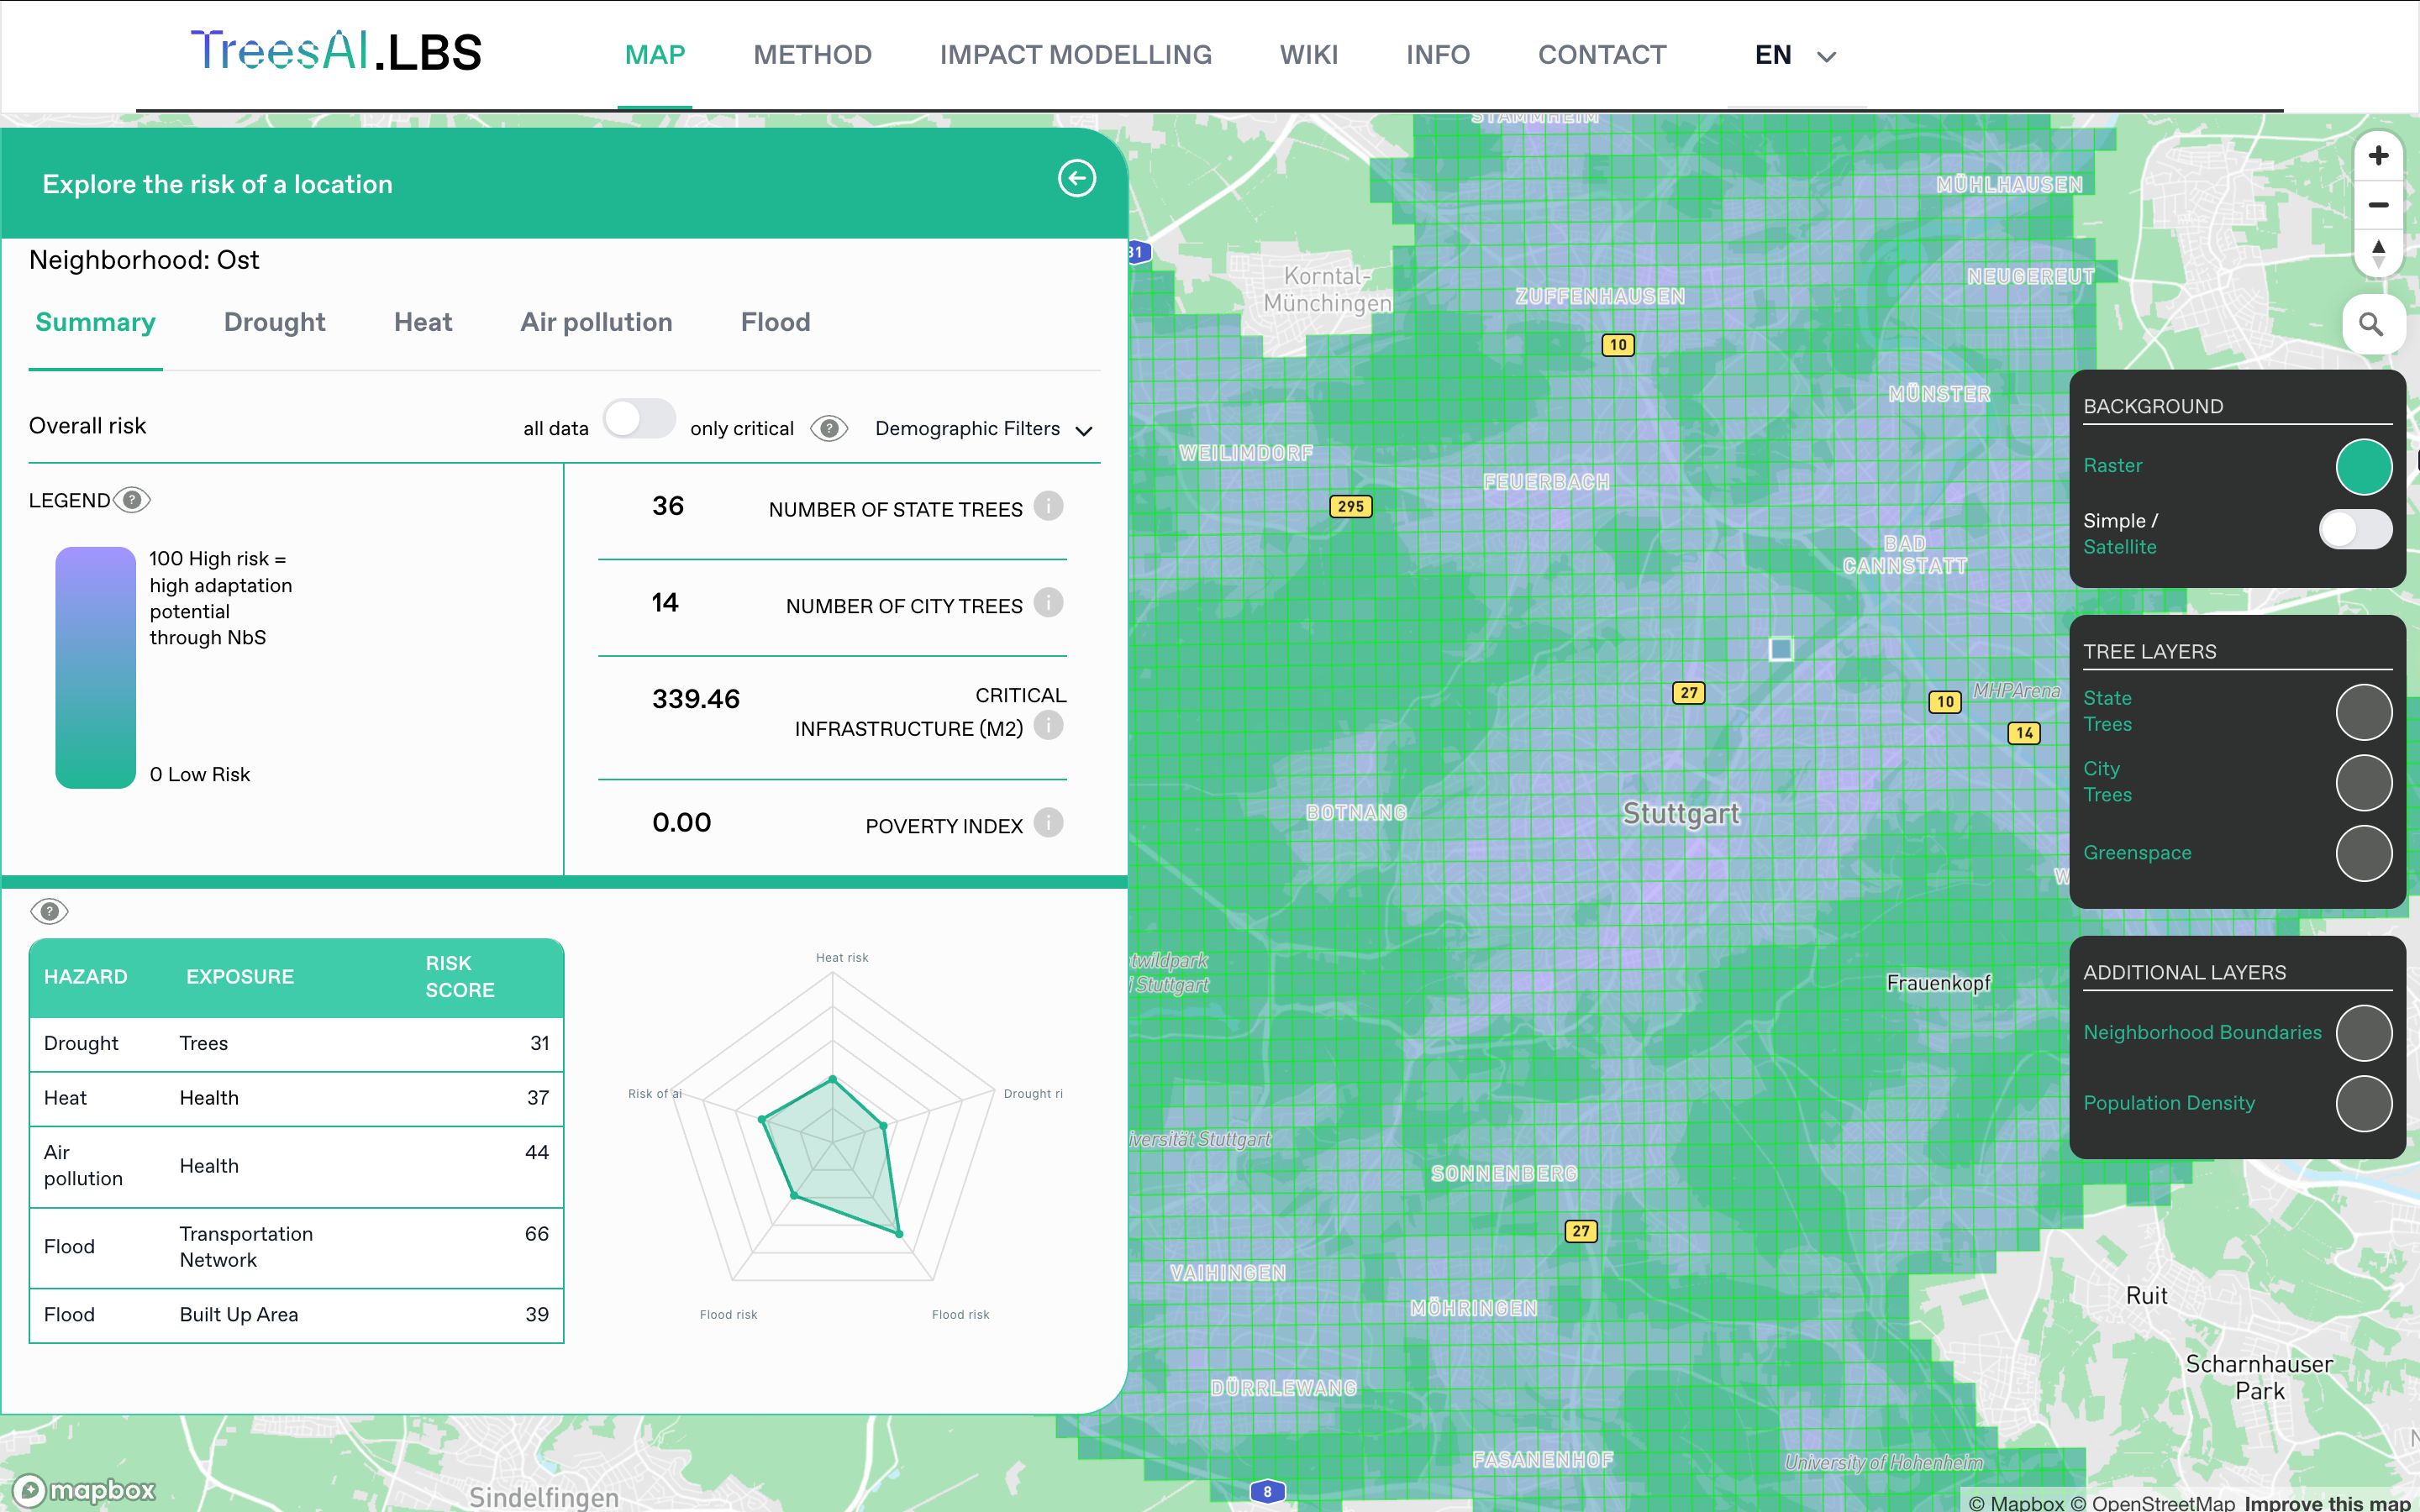 TreesAI.LBS
MAP METHOD IMPACT MODELLING WIKI INFO CONTACT EN
Explore the risk of a location
Neighborhood: Ost
Summary Drought Heat Air pollution Flood
Overall risk all data only critical Demographic Filters
LEGEND
100 High risk =
high adaptation
potential
through NbS
0 Low Risk
36 NUMBER OF STATE TREES
14 NUMBER OF CITY TREES
339.46 CRITICAL
INFRASTRUCTURE (M2)
0.00 POVERTY INDEX
HAZARD EXPOSURE RISK
SCORE
Drought Trees 31
Heat Health 37
Air
pollution Health 44
Flood Transportation
Network 66
Flood Built Up Area 39
Heat risk
Risk of ai
Drought ri
Flood risk
Flood risk
STAMMHEIM
MÜHLHAUSEN
31
Korntal-
Münchingen
NEUGEREUT
ZUFFENHAUSEN
10
MÜNSTER
WEILIMDORF
FEUERBACH
295
BAD
CANNSTATT
27
MHPArena
10
14
BOTNANG
Stuttgart
W
twildpark
i Stuttgart
Frauenkopf
iversität Stuttgart
SONNENBERG
27
VAIHINGEN
MÖHRINGEN
Ruit
Scharnhauser
Park
DÜRRLEWANG
FASANENHOF
University of Hohenheim
8
Sindelfingen
mapbox
BACKGROUND
Raster
Simple /
Satellite
TREE LAYERS
State
Trees
City
Trees
Greenspace
ADDITIONAL LAYERS
Neighborhood Boundaries
Population Density
© Mapbox © OpenStreetMap Improve this map